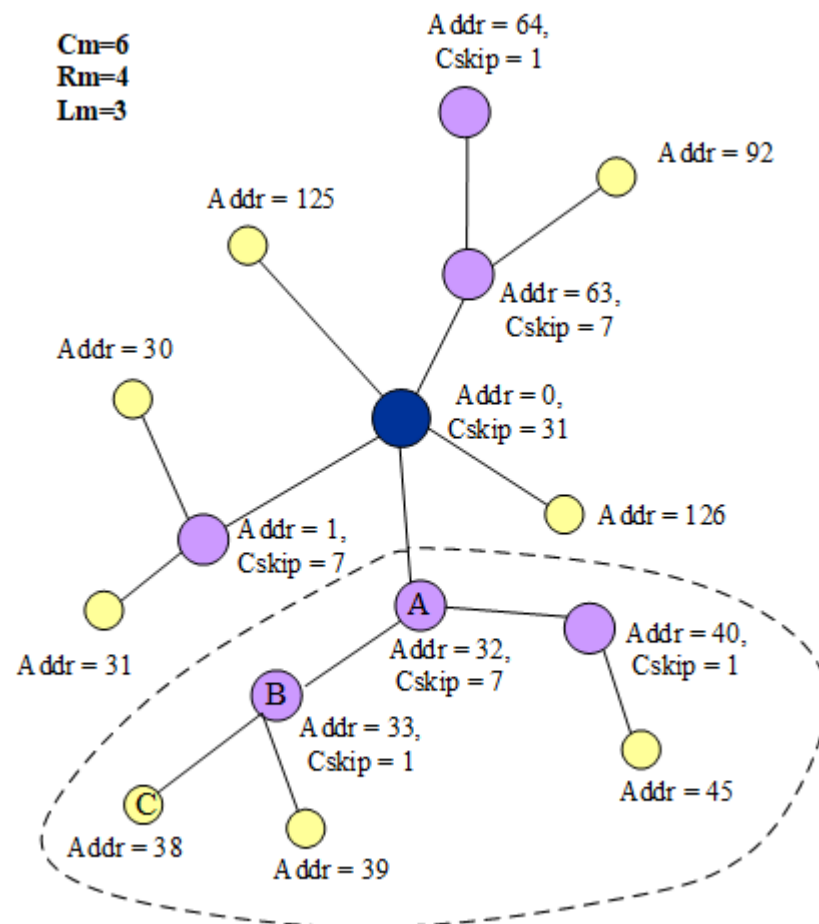 Cm=6
Rm=4
Lm=3
Addr = 64,
Cskip = 1
Addr = 92
Addr = 125
Addr = 63,
Cskip = 7
Addr = 30
Addr = 0,
Cskip = 31
Addr = 126
Addr = 1,
Cskip = 7
Addr = 31
A
Addr = 32,
Cskip = 7
Addr = 40,
Cskip = 1
B
Addr = 33,
Cskip = 1
Addr = 45
C
Addr = 38
Addr = 39